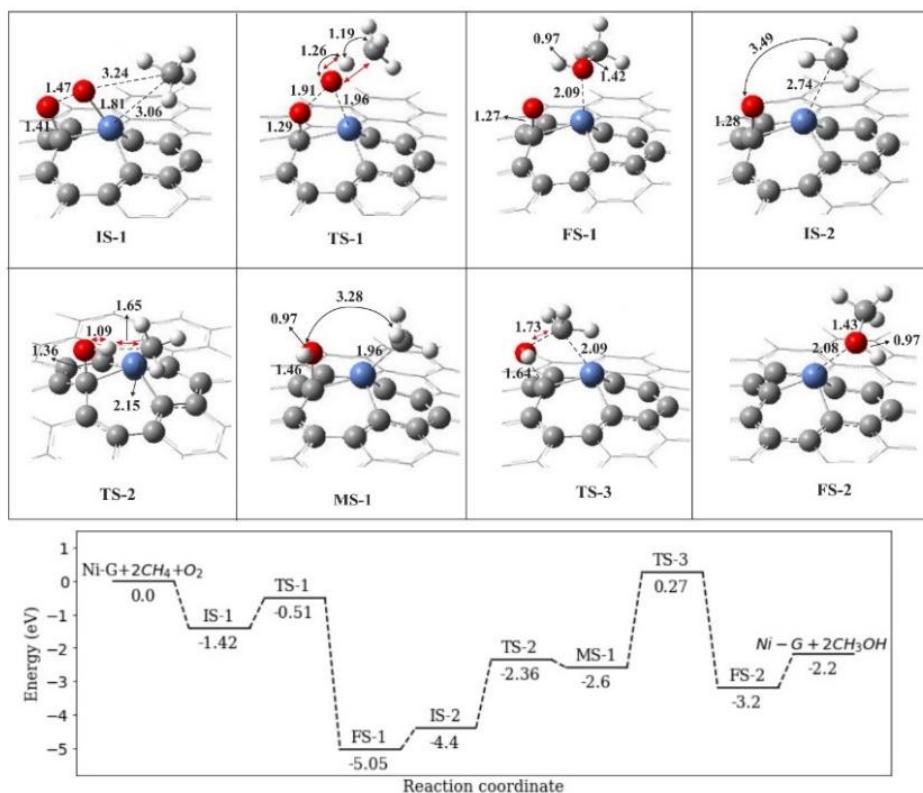 1.47
3.24
1.81
3.06
1.41
IS-1
1.19
1.26
1.91
1.96
1.29
TS-1
0.97
1.42
2.09
1.27
FS-1
3.49
2.74
1.28
IS-2
1.65
1.09
1.36
2.15
TS-2
3.28
0.97
1.96
1.46
MS-1
1.73
2.09
1.64
TS-3
1.43
0.97
2.08
FS-2
Energy (eV)
1
0
−1
−2
−3
−4
−5
Ni-G+2CH₄+O₂
0.0
IS-1
-1.42
TS-1
-0.51
FS-1
-5.05
IS-2
-4.4
TS-2
-2.36
MS-1
-2.6
TS-3
0.27
FS-2
-3.2
Ni − G + 2CH₃OH
-2.2
Reaction coordinate